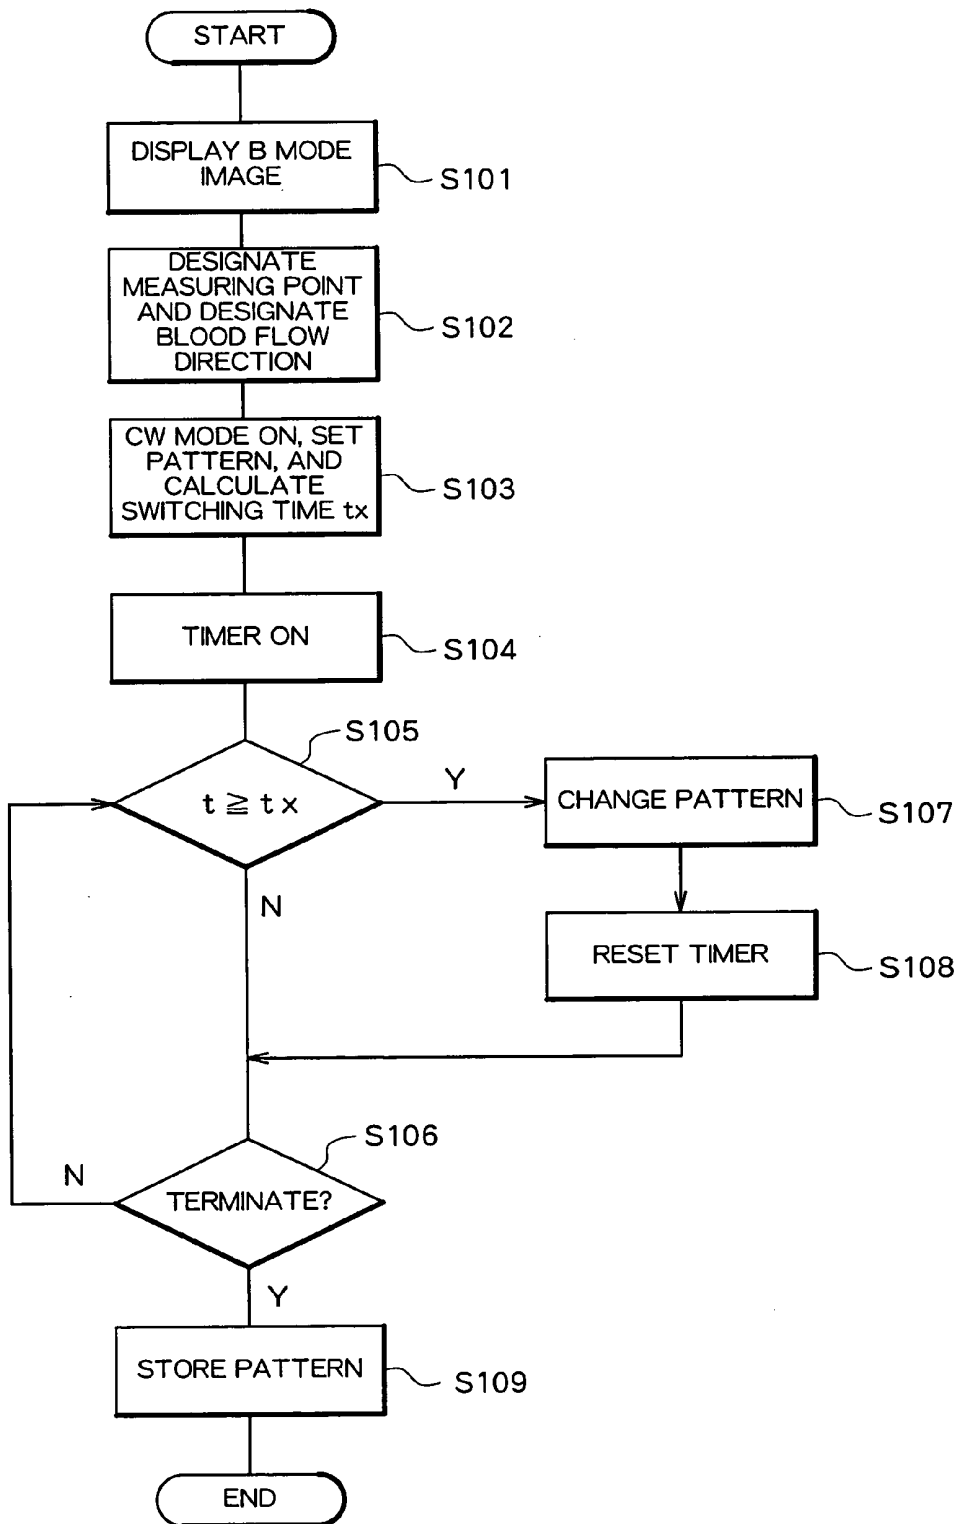 START
DISPLAY B MODE
IMAGE
S101
DESIGNATE
MEASURING POINT
AND DESIGNATE
BLOOD FLOW
DIRECTION
S102
CW MODE ON, SET
PATTERN, AND
CALCULATE
SWITCHING TIME tx
S103
TIMER ON
S104
S105
t ≧ tx
Y
CHANGE PATTERN
S107
N
RESET TIMER
S108
S106
N
TERMINATE?
Y
STORE PATTERN
S109
END